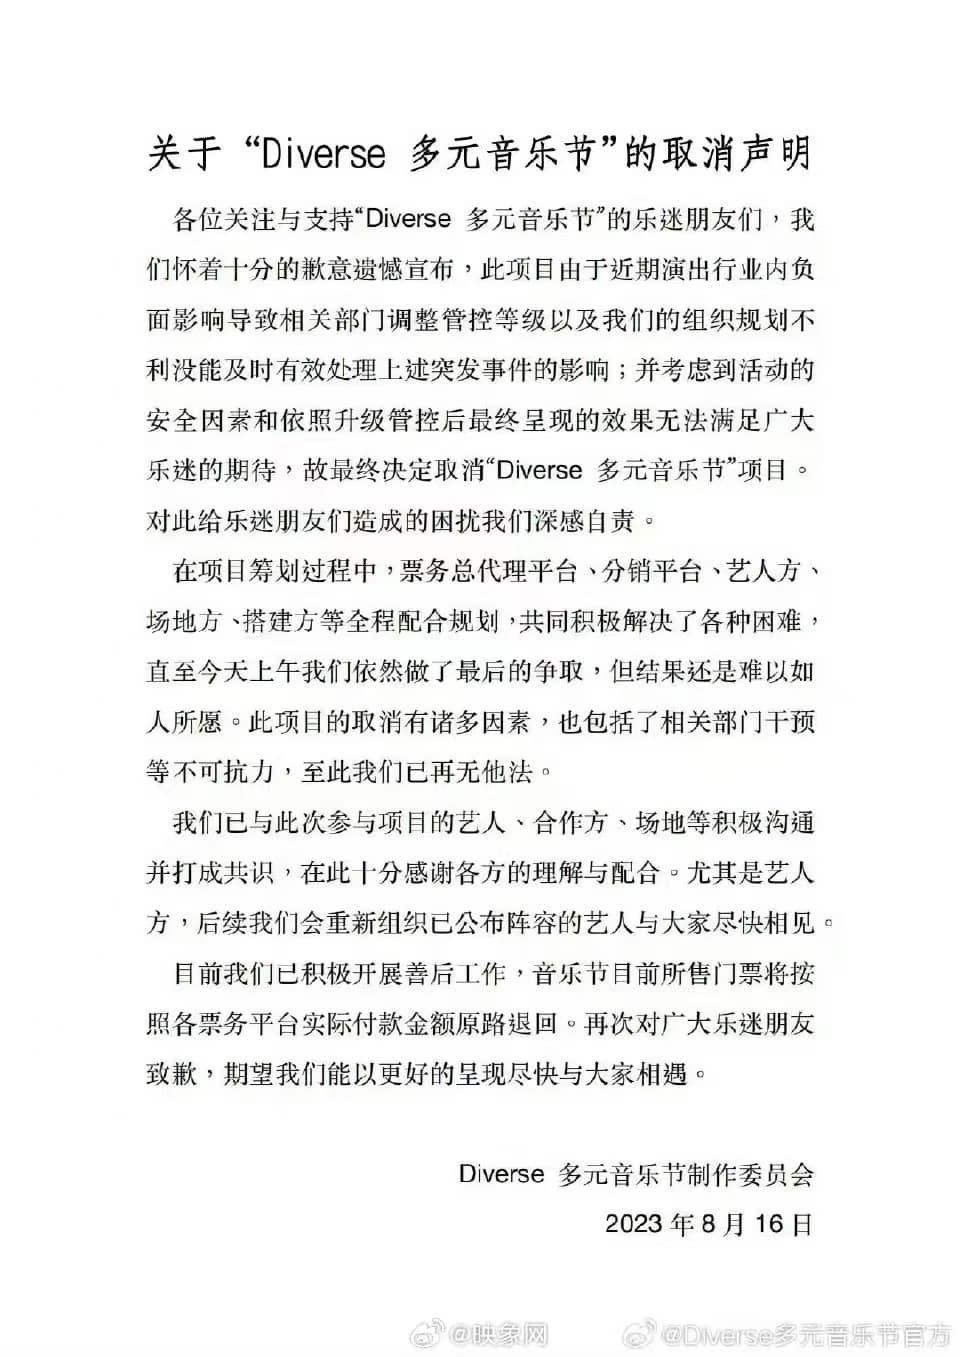 关于 “Diverse 多元音乐节”的取消声明
各位关注与支持“Diverse 多元音乐节”的乐迷朋友们，我
们怀着十分的歉意遗憾宣布，此项目由于近期演出行业内负
面影响导致相关部门调整管控等级以及我们的组织规划不
利没能及时有效处理上述突发事件的影响；并考虑到活动的
安全因素和依照升级管控后最终呈现的效果无法满足广大
乐迷的期待，故最终决定取消“Diverse 多元音乐节”项目。
对此给乐迷朋友们造成的困扰我们深感自责。
在项目筹划过程中，票务总代理平台、分销平台、艺人方、
场地方、搭建方等全程配合规划，共同积极解决了各种困难，
直至今天上午我们依然做了最后的争取，但结果还是难以如
人所愿。此项目的取消有诸多因素，也包括了相关部门干预
等不可抗力，至此我们已再无他法。
我们已与此次参与项目的艺人、合作方、场地等积极沟通
并打成共识，在此十分感谢各方的理解与配合。尤其是艺人
方，后续我们会重新组织已公布阵容的艺人与大家尽快相见。
目前我们已积极开展善后工作，音乐节目前所售门票将按
照各票务平台实际付款金额原路退回。再次对广大乐迷朋友
致歉，期望我们能以更好的呈现尽快与大家相遇。
Diverse 多元音乐节制作委员会
2023 年 8 月 16 日
@映象网
@Diverse多元音乐节官方